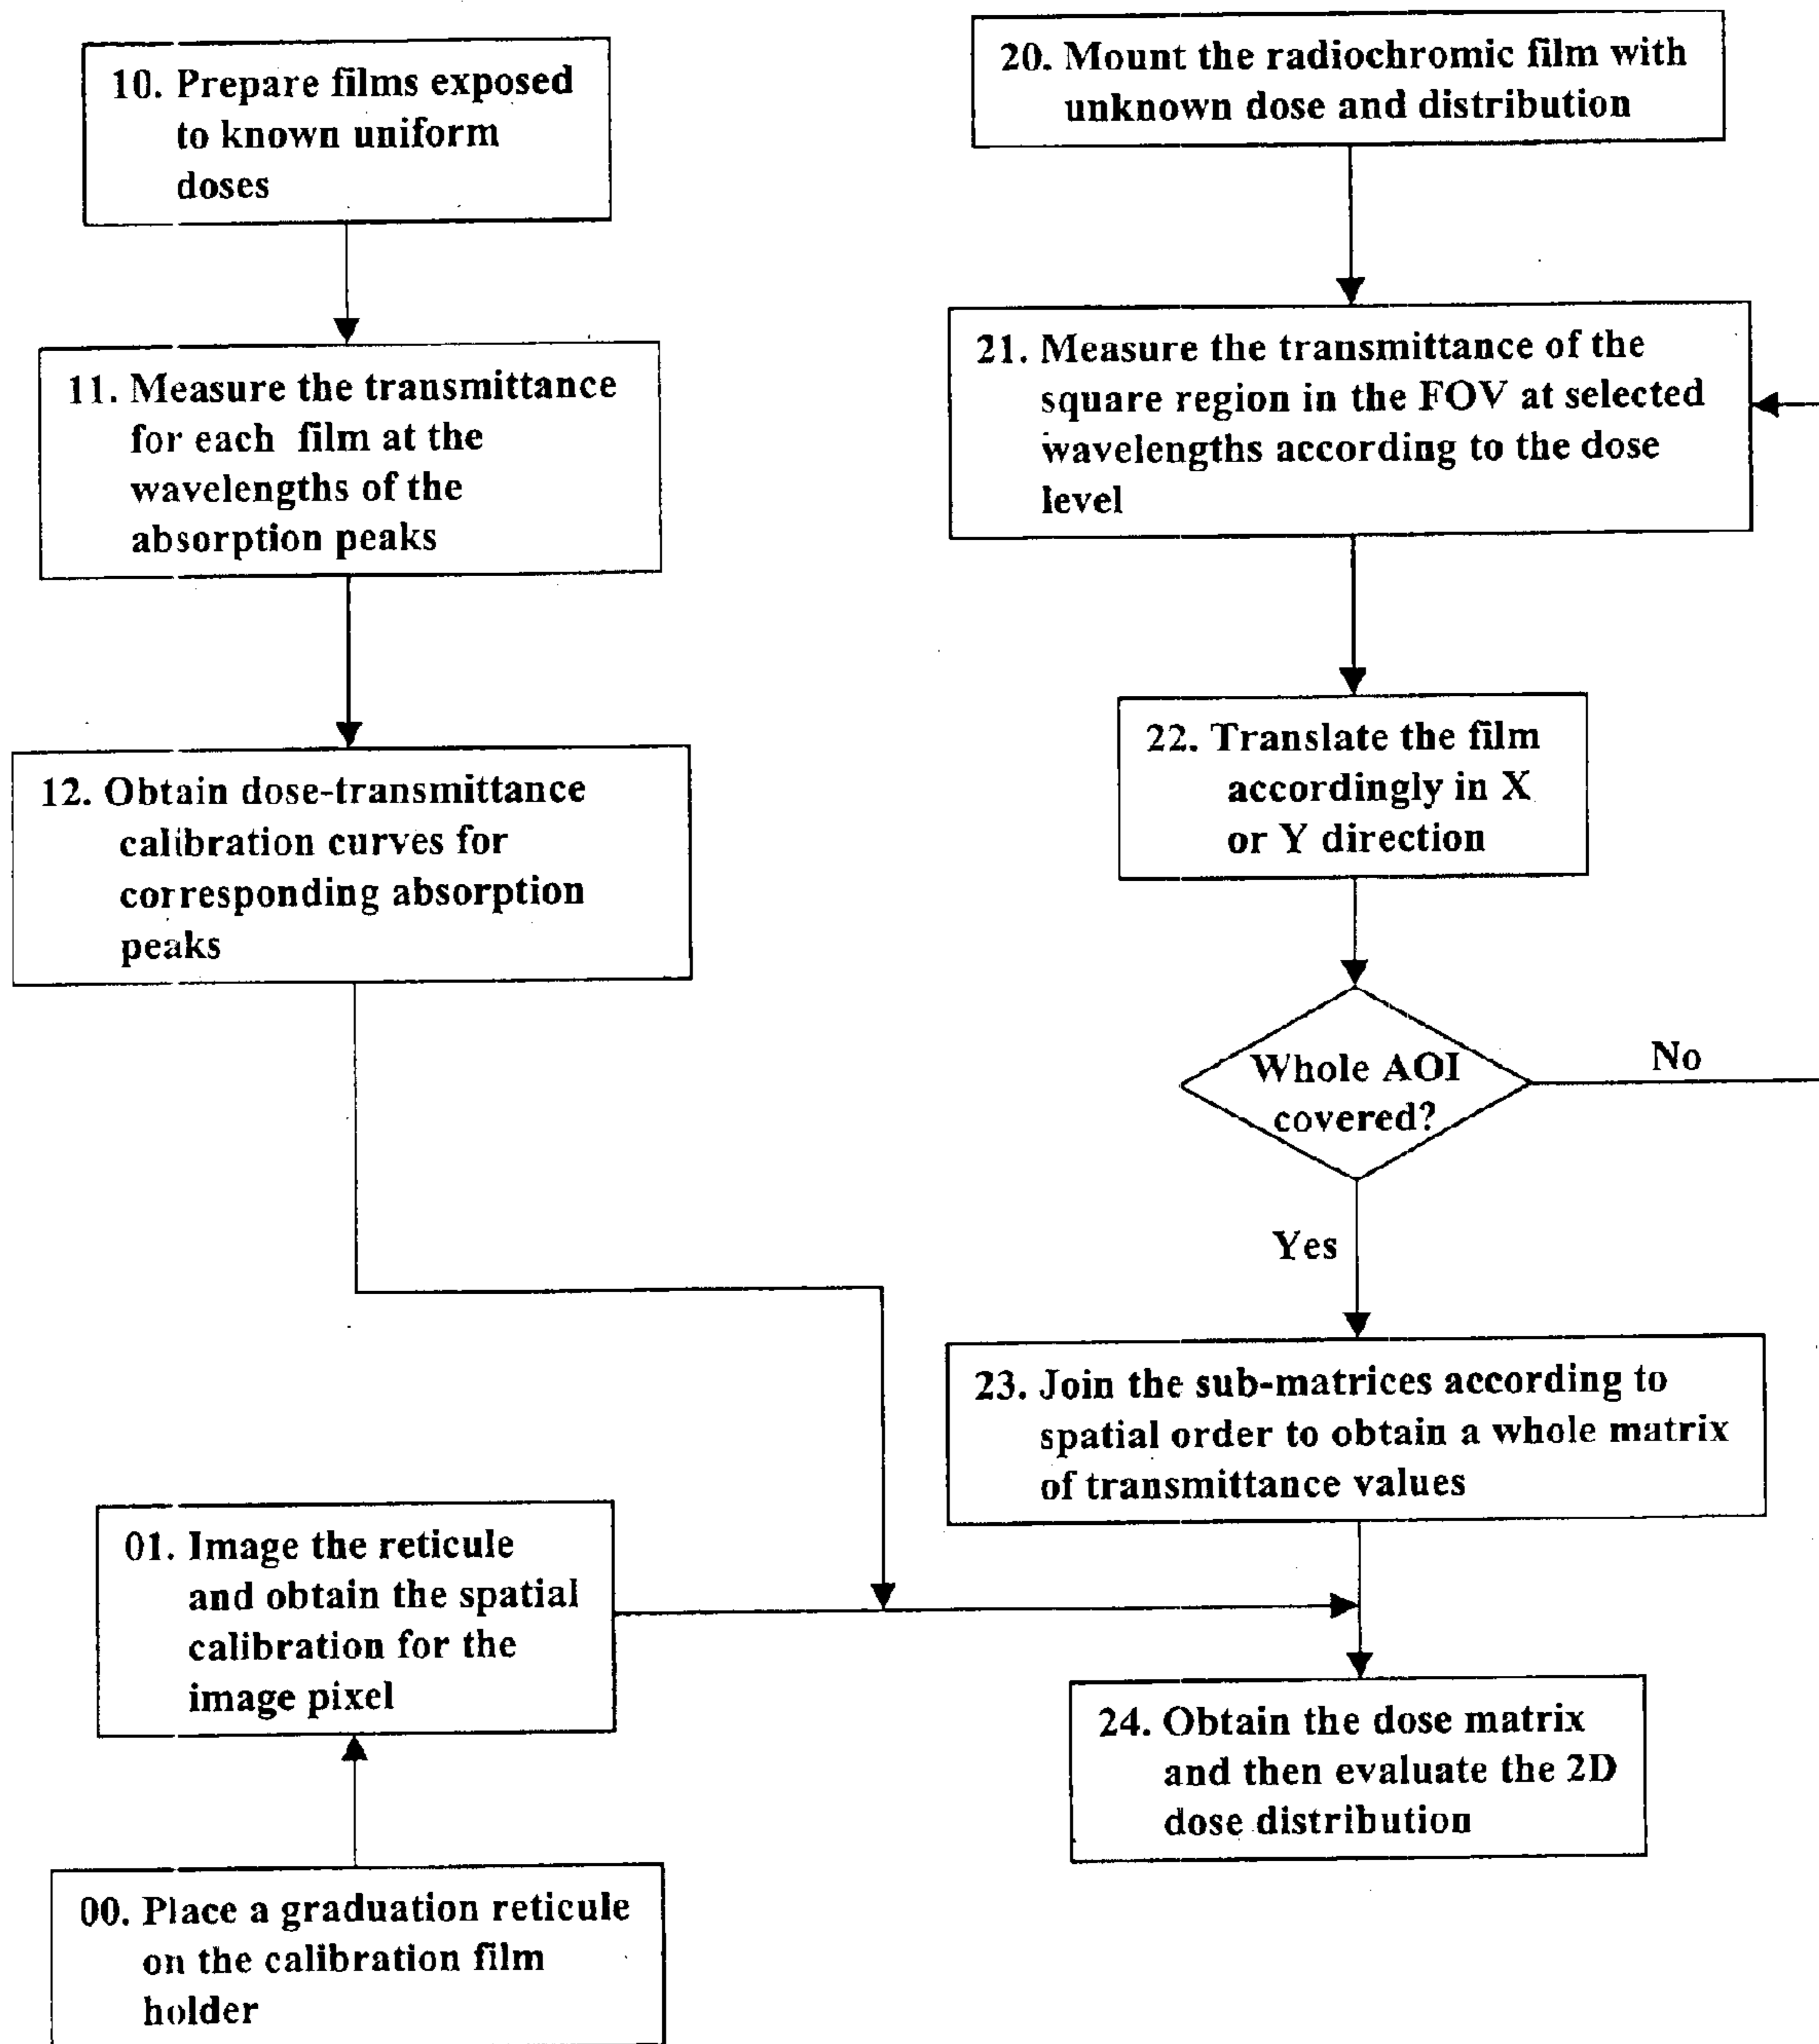 10. Prepare films exposed
to known uniform
doses
11. Measure the transmittance
for each film at the
wavelengths of the
absorption peaks
12. Obtain dose-transmittance
calibration curves for
corresponding absorption
peaks
01. Image the reticule
and obtain the spatial
calibration for the
image pixel
00. Place a graduation reticule
on the calibration film
holder
20. Mount the radiochromic film with
unknown dose and distribution
21. Measure the transmittance of the
square region in the FOV at selected
wavelengths according to the dose
level
22. Translate the film
accordingly in X
or Y direction
Whole AOI
covered?
No
Yes
23. Join the sub-matrices according to
spatial order to obtain a whole matrix
of transmittance values
24. Obtain the dose matrix
and then evaluate the 2D
dose distribution